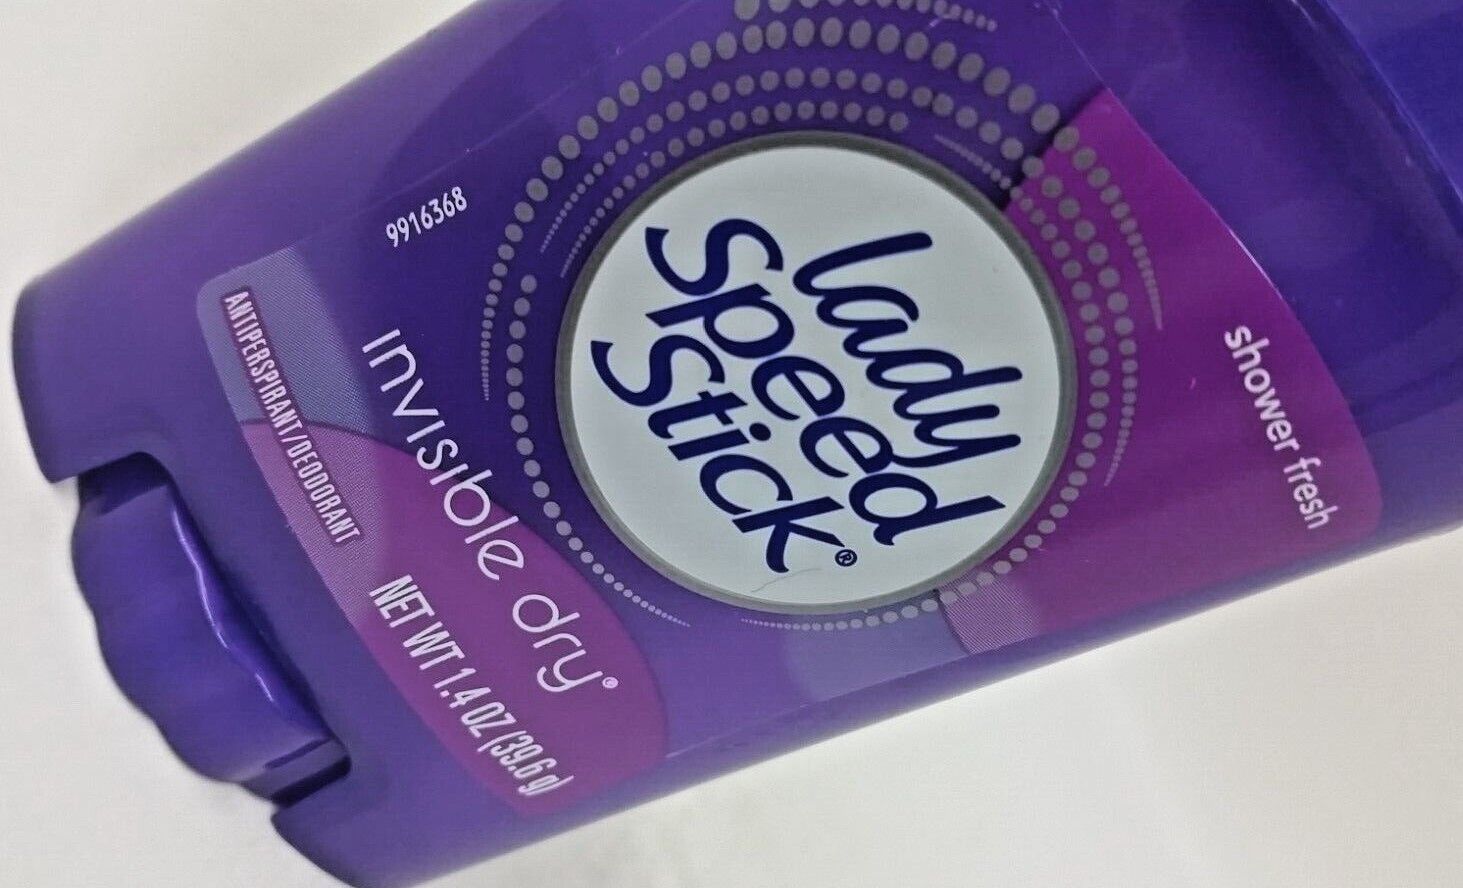 shower fresh
lady
speed
stick®
9916368
invisible dry®
ANTIPERSPIRANT/DEODORANT
NET WT 1.4 OZ (39.6 g)